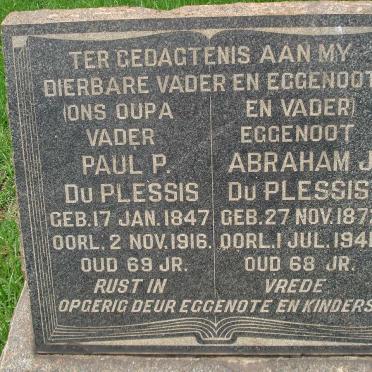 TER GEDAGTENIS AAN MY
DIERBARE VADER EN EGGENOOT
(ONS OUPA EN VADER)
VADER EGGENOOT
PAUL P. ABRAHAM J
DU PLESSIS DU PLESSIS
GEB. 17 JAN. 1847 GEB. 27 NOV. 1872
OORL. 2 NOV. 1916. OORL. 1 JUL. 1941
OUD 69 JR. OUD 68 JR.
RUST IN VREDE
OPGERIG DEUR EGGENOTE EN KINDERS